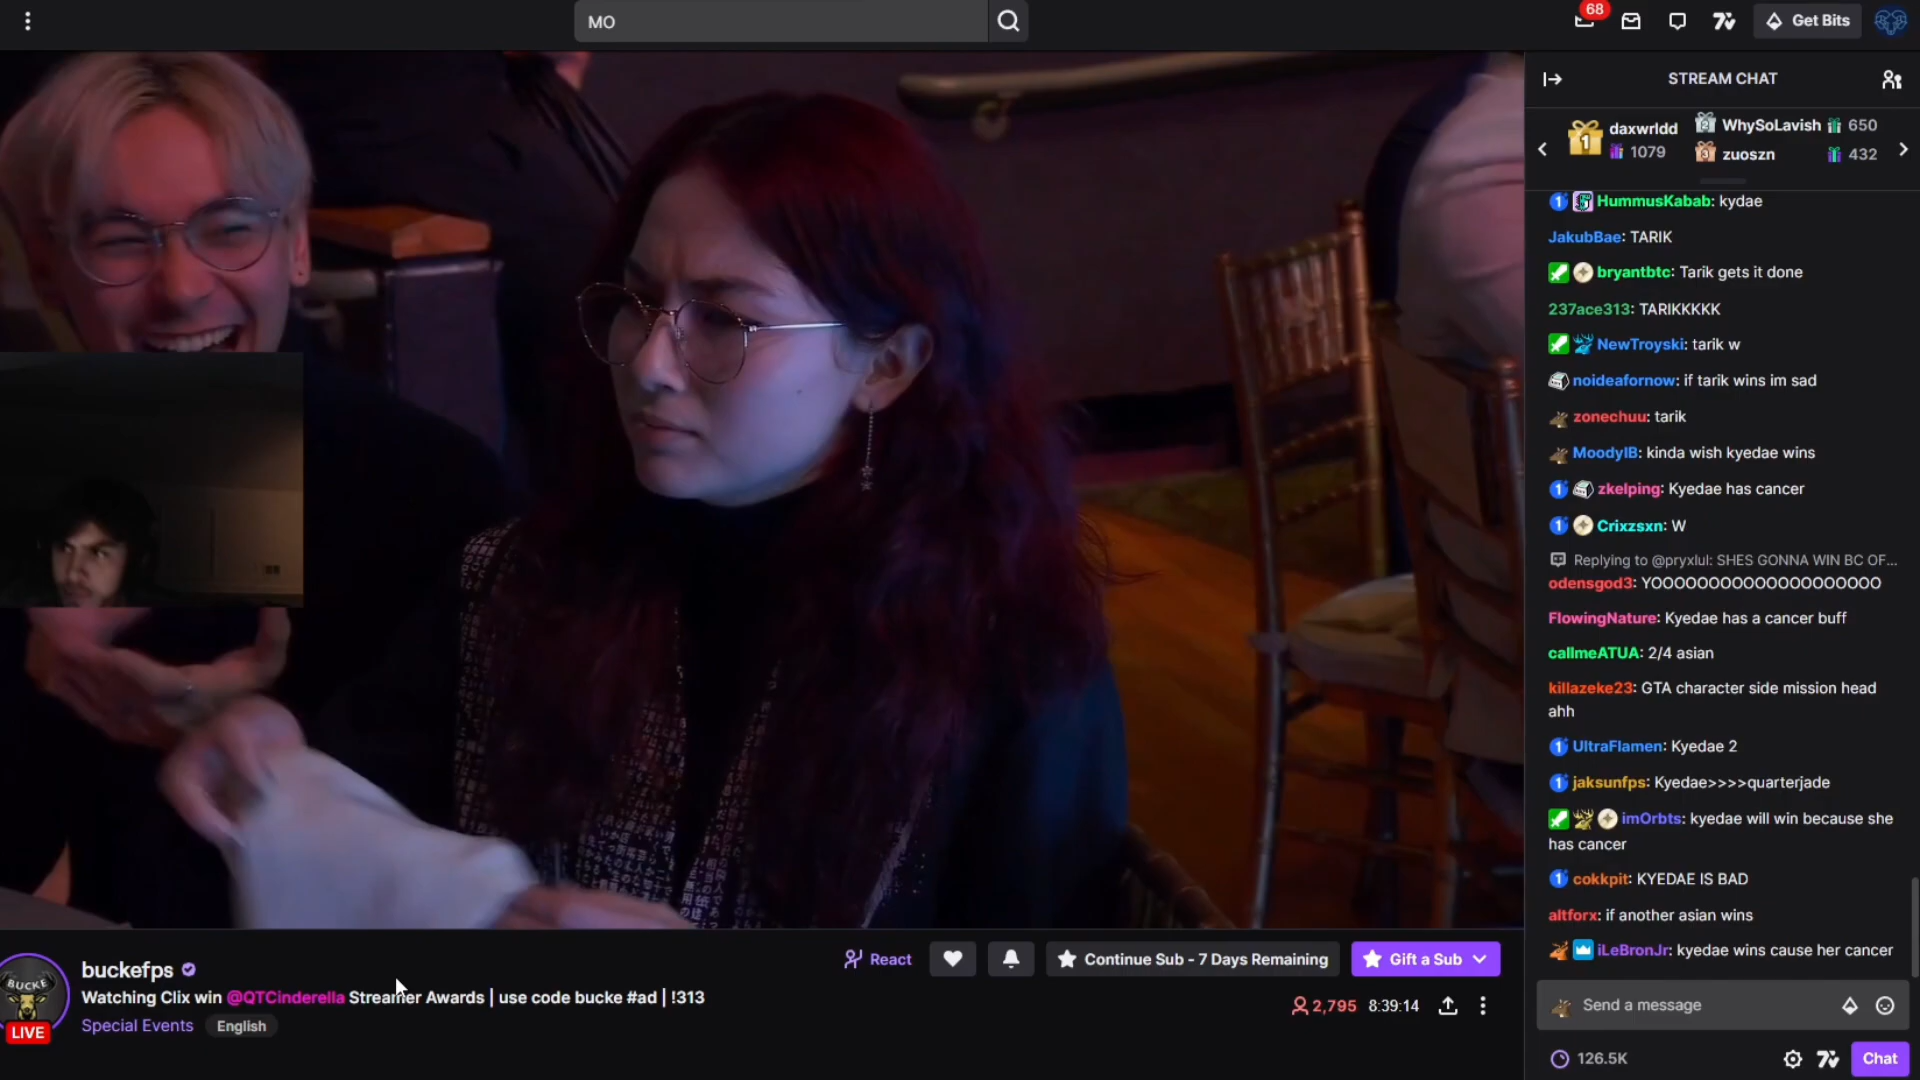 MO
68
Get Bits
STREAM CHAT
1
daxwrldd
1079
2
WhySoLavish
650
3
zuoszn
432
HummusKabab: kydae
JakubBae: TARIK
bryantbtc: Tarik gets it done
237ace313: TARIKKKKK
NewTroyski: tarik w
noideafornow: if tarik wins im sad
zonechuu: tarik
MoodyIB: kinda wish kyedae wins
zkelping: Kyedae has cancer
Crixzsxn: W
Replying to @pryxlul: SHES GONNA WIN BC OF...
odensgod3: YOOOOOOOOOOOOOOOOOOO
FlowingNature: Kyedae has a cancer buff
callmeATUA: 2/4 asian
killazeke23: GTA character side mission head
ahh
UltraFlamen: Kyedae 2
jaksunfps: Kyedae>>>>quarterjade
imOrbts: kyedae will win because she
has cancer
cokkpit: KYEDAE IS BAD
altforx: if another asian wins
iLeBronJr: kyedae wins cause her cancer
Send a message
126.5K
Chat
React
Continue Sub - 7 Days Remaining
Gift a Sub
BUCKE
LIVE
buckefps
Watching Clix win @QTCinderella Streamer Awards | use code bucke #ad | !313
Special Events
English
2,795
8:39:14